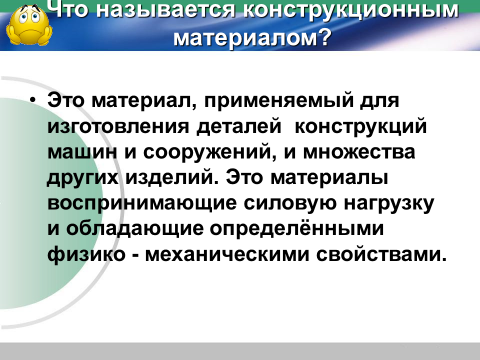 Что называется конструкционным
материалом?
• Это материал, применяемый для
изготовления деталей  конструкций
машин и сооружений, и множества
других изделий. Это материалы
воспринимающие силовую нагрузку
и обладающие определёнными
физико - механическими свойствами.